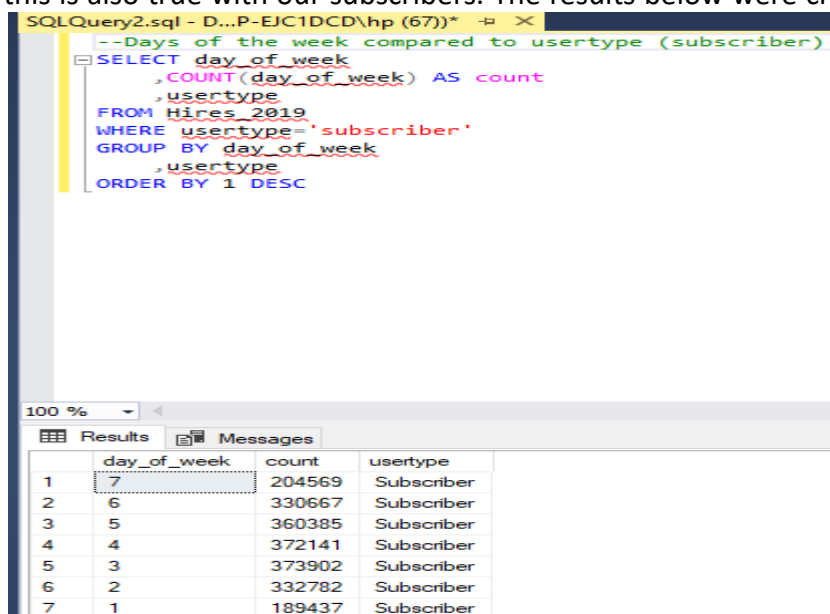 this is also true with our subscribers. The results below were cr
SQLQuery2.sql - D...P-EJC1DCD\hp (67))*
--Days of the week compared to usertype (subscriber)
SELECT day_of_week
,COUNT(day_of_week) AS count
,usertype
FROM Hires_2019
WHERE usertype='subscriber'
GROUP BY day_of_week
,usertype
ORDER BY 1 DESC
100 %
Results Messages
day_of_week count usertype
1 7 204569 Subscriber
2 6 330667 Subscriber
3 5 360385 Subscriber
4 4 372141 Subscriber
5 3 373902 Subscriber
6 2 332782 Subscriber
7 1 189437 Subscriber